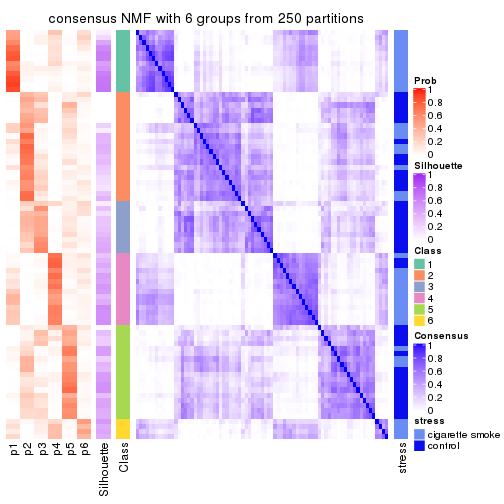 consensus NMF with 6 groups from 250 partitions
Prob
0.8
0.6
0.4
0.2
0
Silhouette
1
0.8
0.6
0.4
0.2
0
Class
1
2
3
4
5
6
Consensus
1
0.8
0.6
0.4
0.2
0
stress
cigarette smoke
control
p1
p2
p3
p4
p5
p6
Silhouette
Class
stress